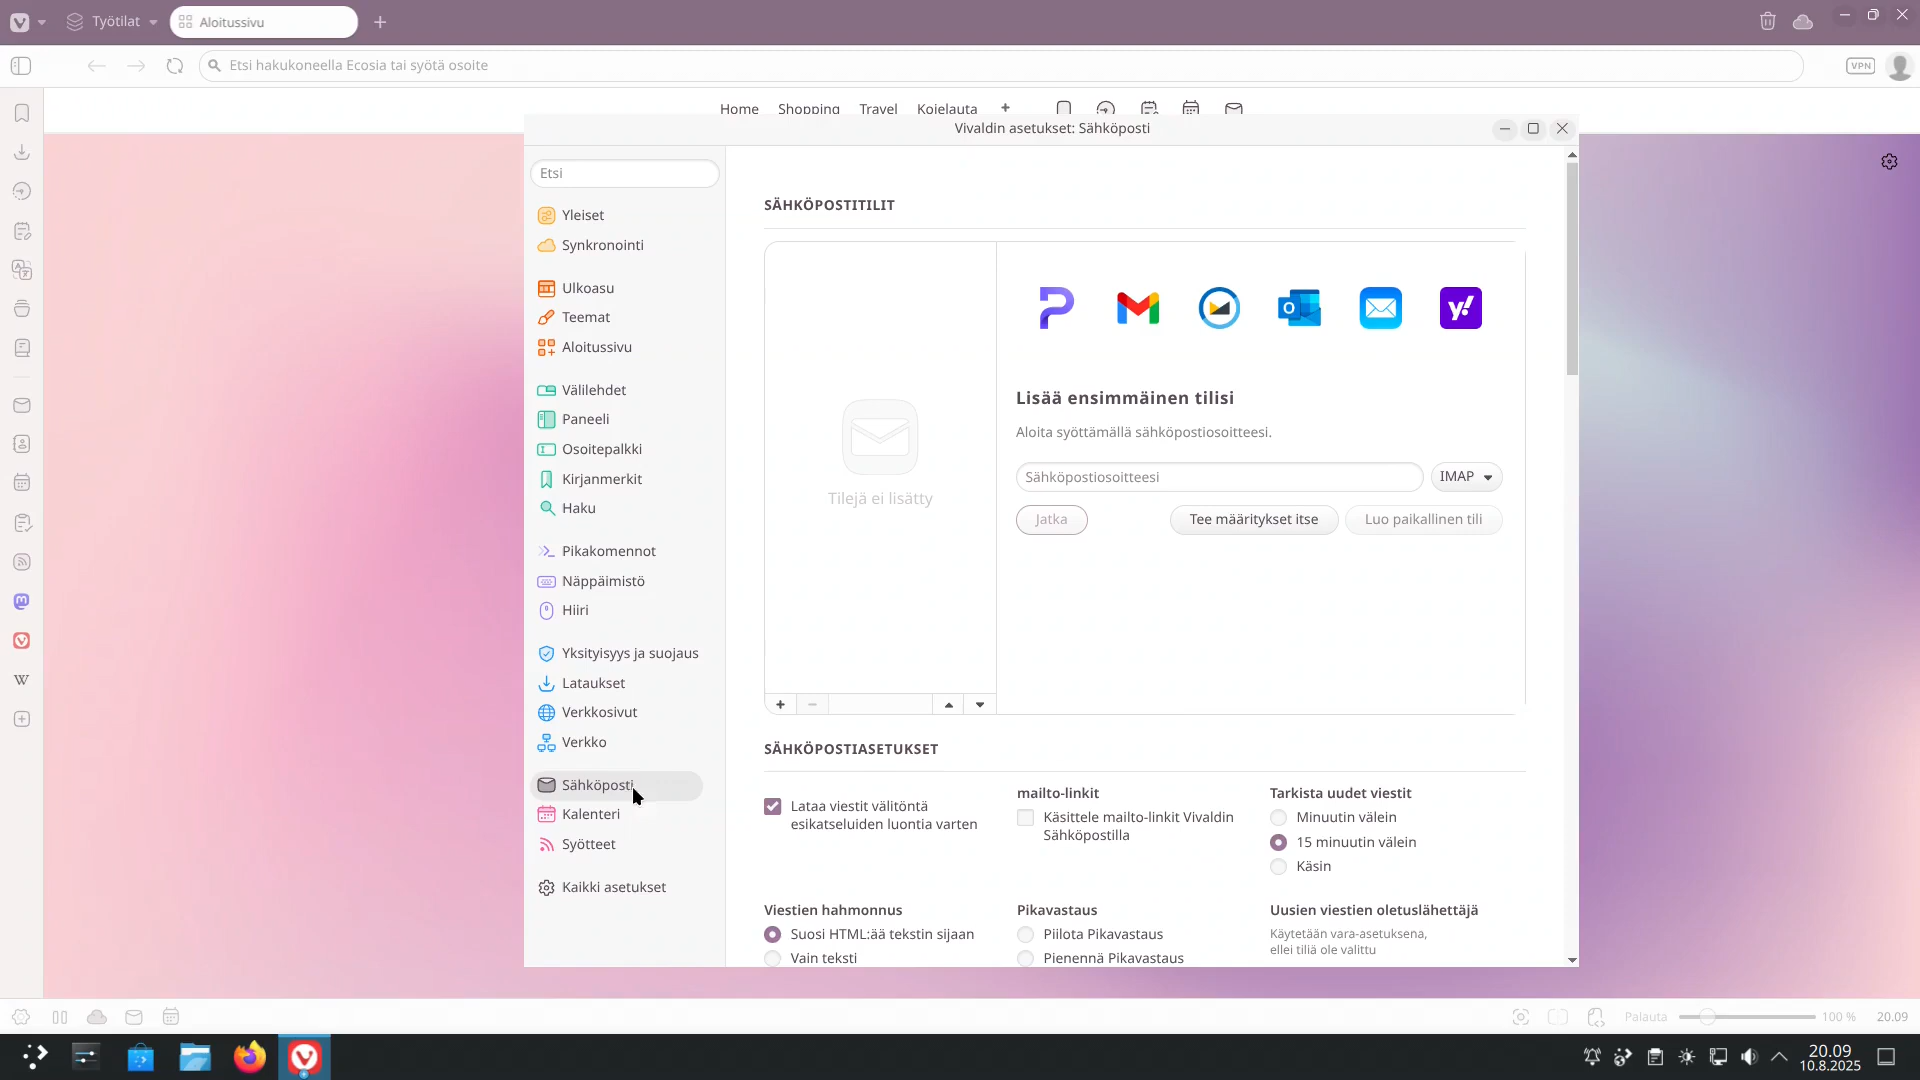 Työtilat
Aloitussivu
Etsi hakukoneella Ecosia tai syötä osoite
VPN
Home
Shopping
Travel
Kojelauta
Vivaldin asetukset: Sähköposti
Etsi
Yleiset
Synkronointi
Ulkoasu
Teemat
Aloitussivu
Välilehdet
Paneeli
Osoitepalkki
Kirjanmerkit
Haku
Pikakomennot
Näppäimistö
Hiiri
Yksityisyys ja suojaus
Lataukset
Verkkosivut
Verkko
Sähköposti
Kalenteri
Syötteet
Kaikki asetukset
SÄHKÖPOSTITILIT
Tilejä ei lisätty
Lisää ensimmäinen tilisi
Aloita syöttämällä sähköpostiosoitteesi.
Sähköpostiosoitteesi
IMAP
Jatka
Tee määritykset itse
Luo paikallinen tili
SÄHKÖPOSTIASETUKSET
Lataa viestit välitöntä
esikatseluiden luontia varten
mailto-linkit
Käsittele mailto-linkit Vivaldin
Sähköpostilla
Tarkista uudet viestit
Minuutin välein
15 minuutin välein
Käsin
Viestien hahmonnus
Suosi HTML:ää tekstin sijaan
Vain teksti
Pikavastaus
Piilota Pikavastaus
Pienennä Pikavastaus
Uusien viestien oletuslähettäjä
Käytetään vara-asetuksena,
ellei tiliä ole valittu
Palauta
100 %
20.09
20.09
10.8.2025